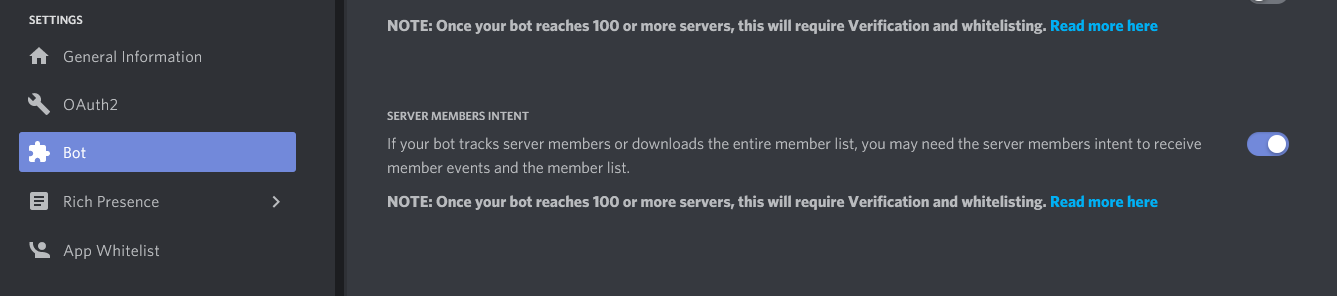 SETTINGS
General Information
OAuth2
Bot
Rich Presence
App Whitelist
NOTE: Once your bot reaches 100 or more servers, this will require Verification and whitelisting. Read more here
SERVER MEMBERS INTENT
If your bot tracks server members or downloads the entire member list, you may need the server members intent to receive
member events and the member list.
NOTE: Once your bot reaches 100 or more servers, this will require Verification and whitelisting. Read more here